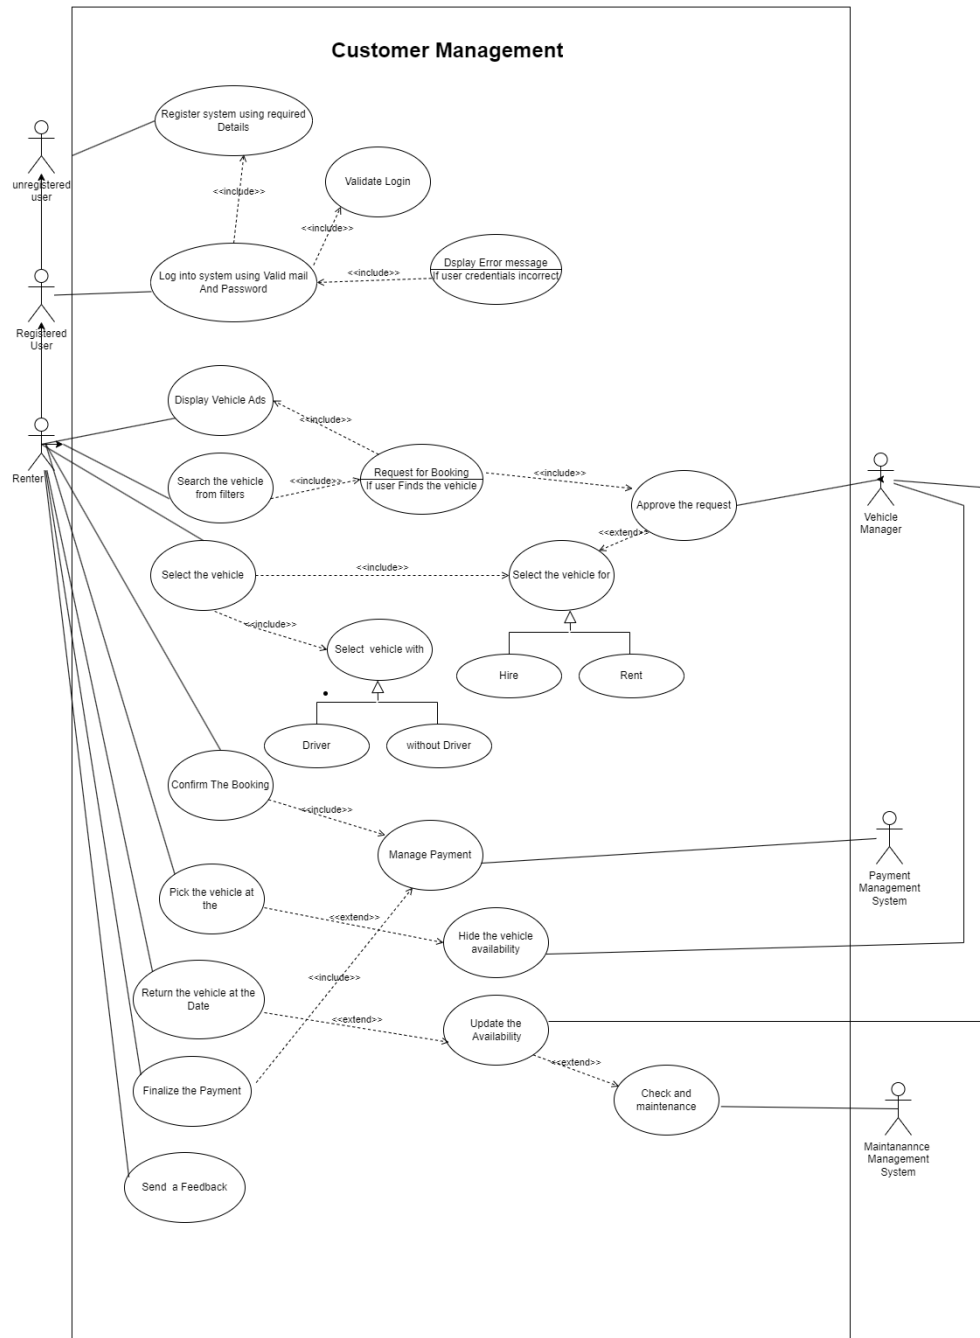 Customer Management
Register system using required
Details
unregistered
user
<<include>>
Validate Login
<<include>>
Log into system using Valid mail
And Password
<<include>>
Dsplay Error message
If user credentials incorrect
Registered
User
Display Vehicle Ads
<<include>>
Renter
Search the vehicle
from filters
<<include>>
Request for Booking
If user Finds the vehicle
<<include>>
Approve the request
Vehicle
Manager
<<extend>>
Select the vehicle
<<include>>
Select the vehicle for
<<include>>
Select  vehicle with
Hire
Rent
Driver
without Driver
Confirm The Booking
<<include>>
Manage Payment
Payment
Management
System
Pick the vehicle at
the
<<extend>>
Hide the vehicle
availability
<<include>>
Return the vehicle at the
Date
<<extend>>
Update the
Availability
<<extend>>
Finalize the Payment
Check and
maintenance
Maintanannce
Management
System
Send  a Feedback